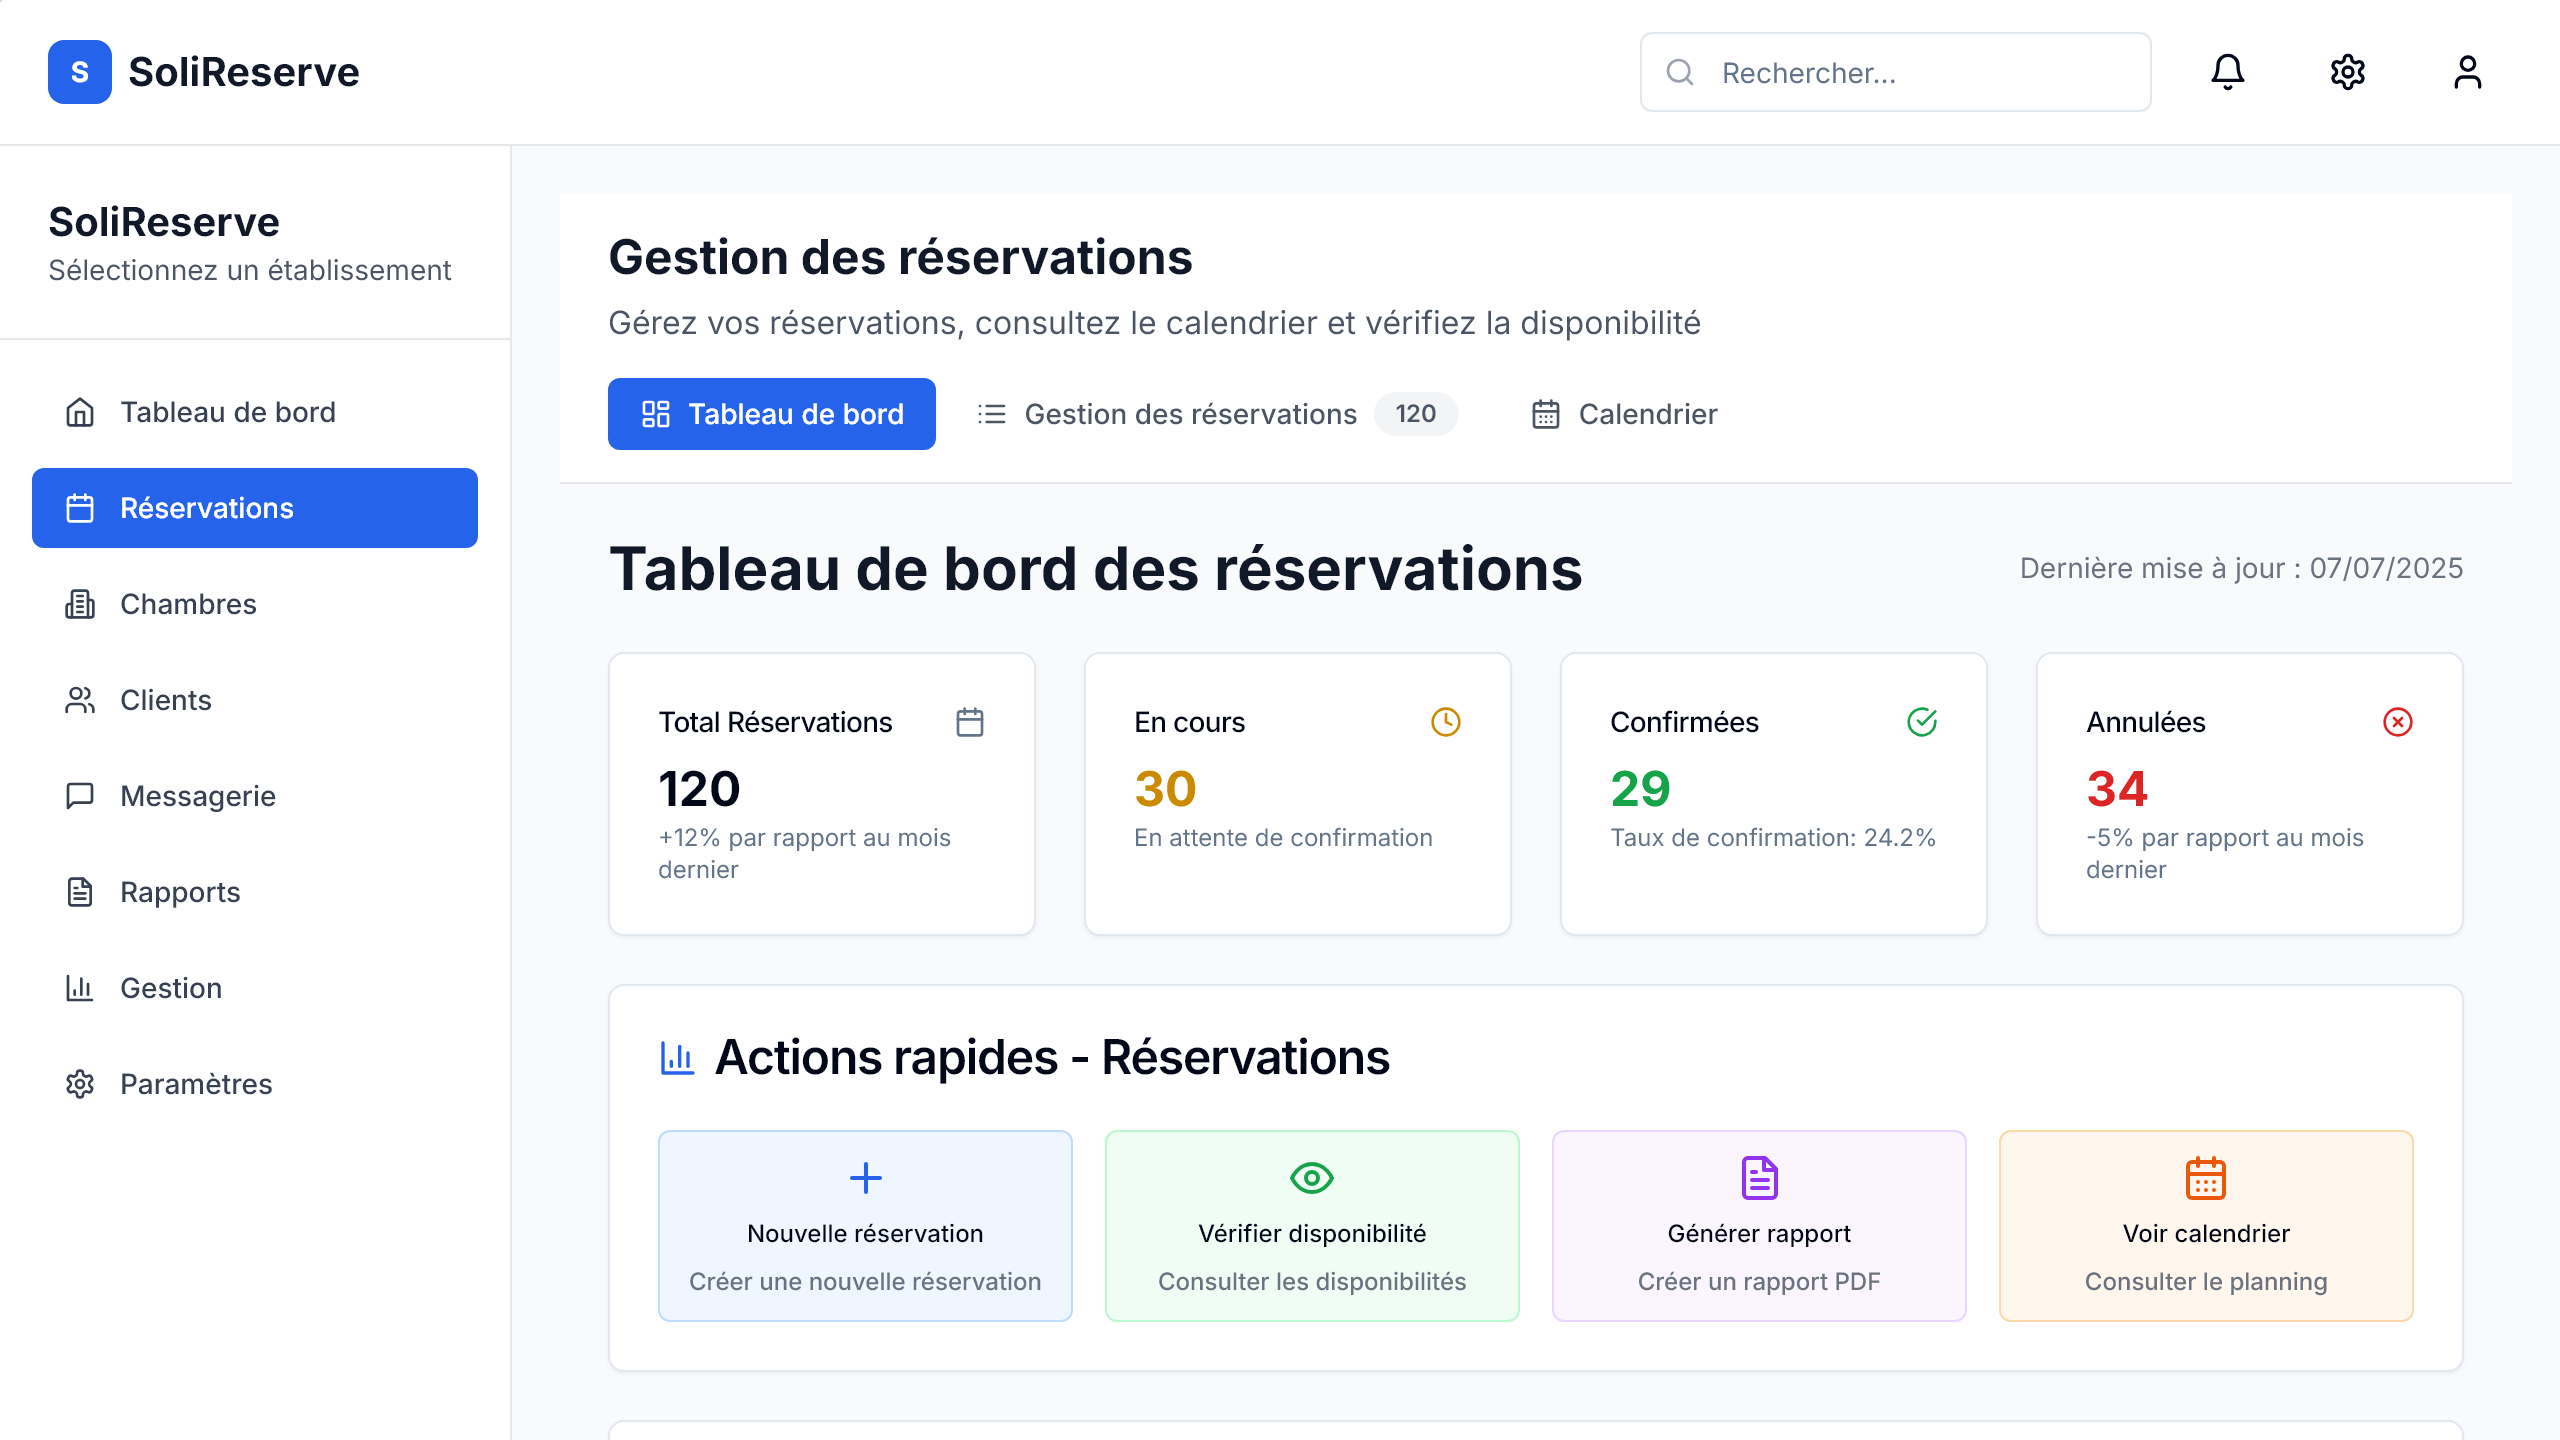 S SoliReserve
Rechercher...
SoliReserve
Sélectionnez un établissement
Tableau de bord
Réservations
Chambres
Clients
Messagerie
Rapports
Gestion
Paramètres
Gestion des réservations
Gérez vos réservations, consultez le calendrier et vérifiez la disponibilité
Tableau de bord
Gestion des réservations 120
Calendrier
Tableau de bord des réservations
Dernière mise à jour : 07/07/2025
Total Réservations
120
+12% par rapport au mois
dernier
En cours
30
En attente de confirmation
Confirmées
29
Taux de confirmation: 24.2%
Annulées
34
-5% par rapport au mois
dernier
Actions rapides - Réservations
Nouvelle réservation
Créer une nouvelle réservation
Vérifier disponibilité
Consulter les disponibilités
Générer rapport
Créer un rapport PDF
Voir calendrier
Consulter le planning